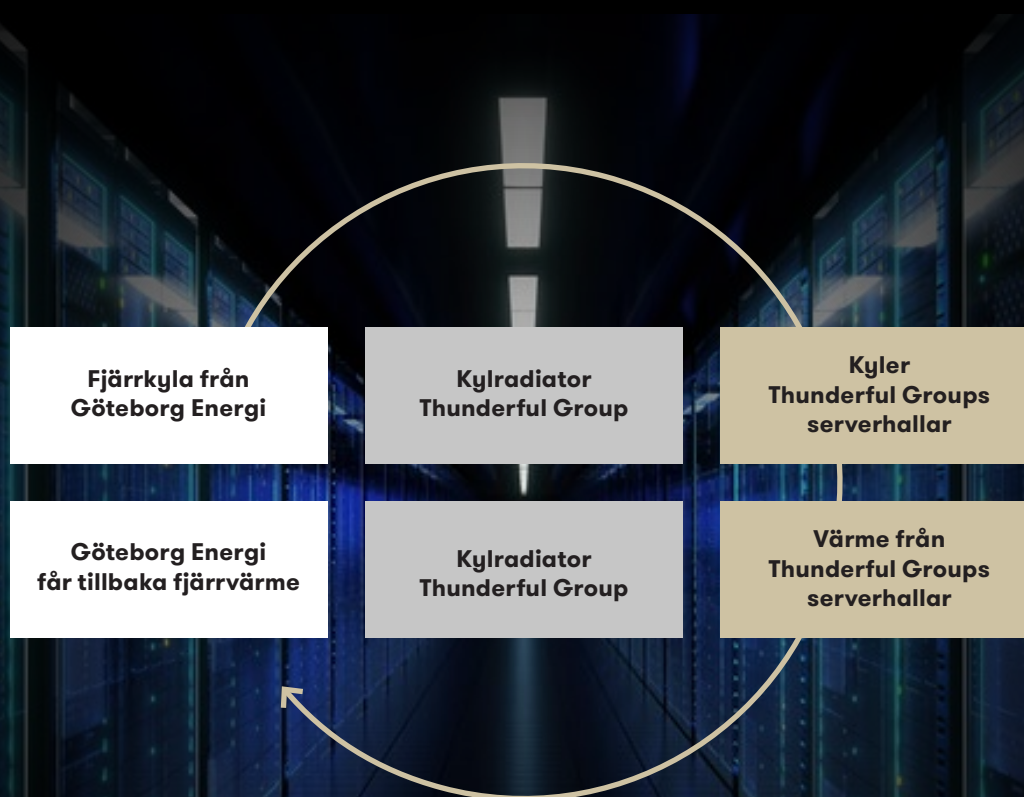 Fjärrkyla från
Göteborg Energi
Kylradiator
Thunderful Group
Kyler
Thunderful Groups
serverhallar
Göteborg Energi
får tillbaka fjärrvärme
Kylradiator
Thunderful Group
Värme från
Thunderful Groups
serverhallar